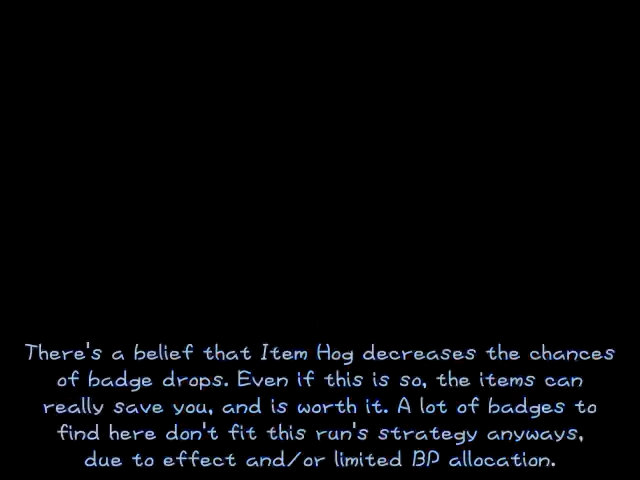 There's a belief that Item Hog decreases the chances
of badge drops. Even if this is so, the items can
really save you, and is worth it. A lot of badges to
find here don't fit this run's strategy anyways,
due to effect and/or limited BP allocation.